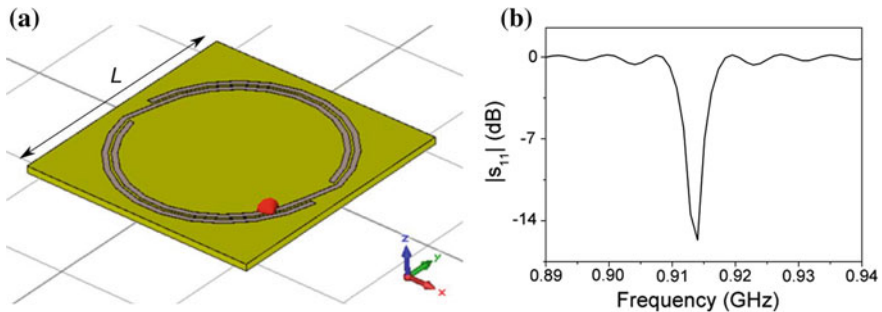 (a)
L
z
y
x
(b)
|s11| (dB)
0
-7
-14
0.89 0.90 0.91 0.92 0.93 0.94
Frequency (GHz)